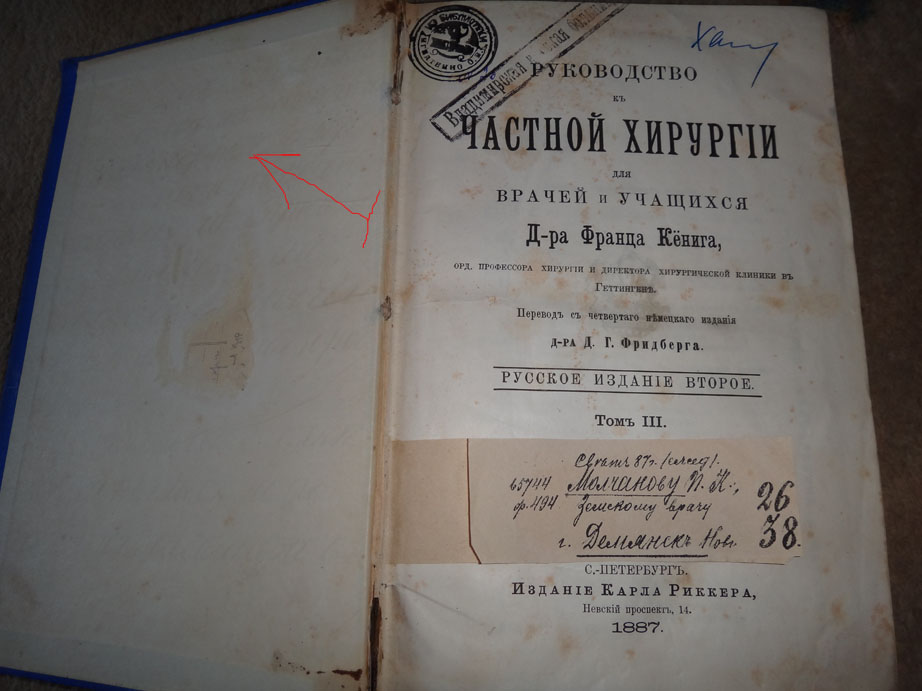 Владимирская
РУКОВОДСТВО
КЪ
ЧАСТНОЙ ХИРУРГІИ
ДЛЯ
ВРАЧЕЙ И УЧАЩИХСЯ
Д-ра Франца Кёнига,
ОРД. ПРОФЕССОРА ХИРУРГІИ И ДИРЕКТОРА ХИРУРГИЧЕСКОЙ КЛИНИКИ ВЪ
ГЕТТИНГЕНѢ.
Переводъ съ четвертаго нѣмецкаго изданія
Д-РА Д. Г. Фридберга.
РУССКОЕ ИЗДАНІЕ ВТОРОЕ.
Томъ III.
87г.
65744 Молчанову П. К.,
ф. 494 Земскому врачу
26
г. Демянскъ Нов.
38.
С.-ПЕТЕРБУРГЪ.
Изданіе Карла Риккера,
Невскій проспектъ, 14.
1887.